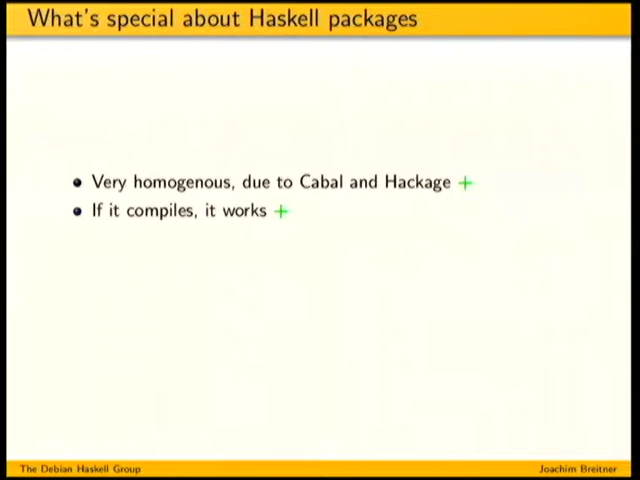 What's special about Haskell packages
Very homogenous, due to Cabal and Hackage +
If it compiles, it works +
The Debian Haskell Group
Joachim Breitner